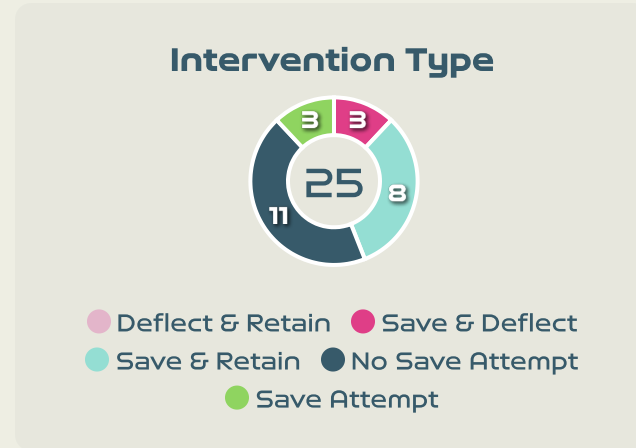 Intervention Type
3 3
25
8
11
Deflect & Retain Save & Deflect
Save & Retain No Save Attempt
Save Attempt